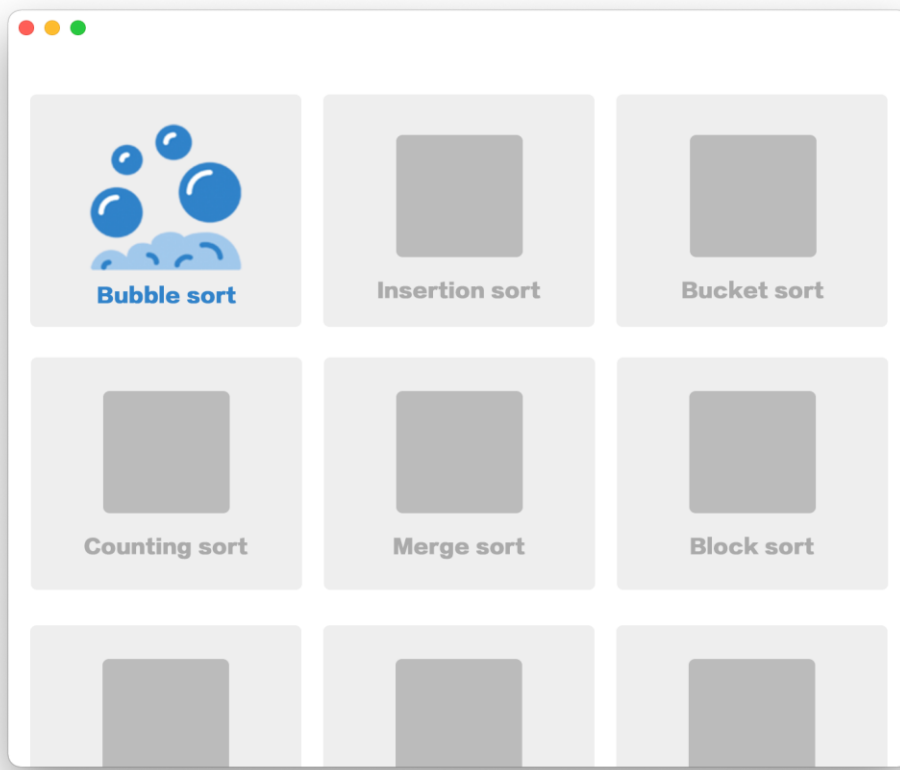 Bubble sort
Insertion sort
Bucket sort
Counting sort
Merge sort
Block sort